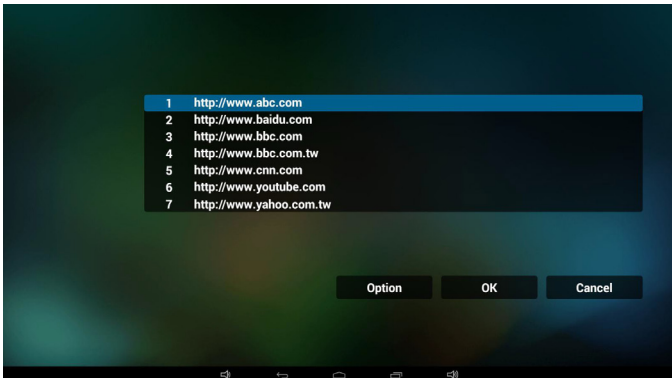 1 http://www.abc.com
2 http://www.baidu.com
3 http://www.bbc.com
4 http://www.bbc.com.tw
5 http://www.cnn.com
6 http://www.youtube.com
7 http://www.yahoo.com.tw
Option OK Cancel